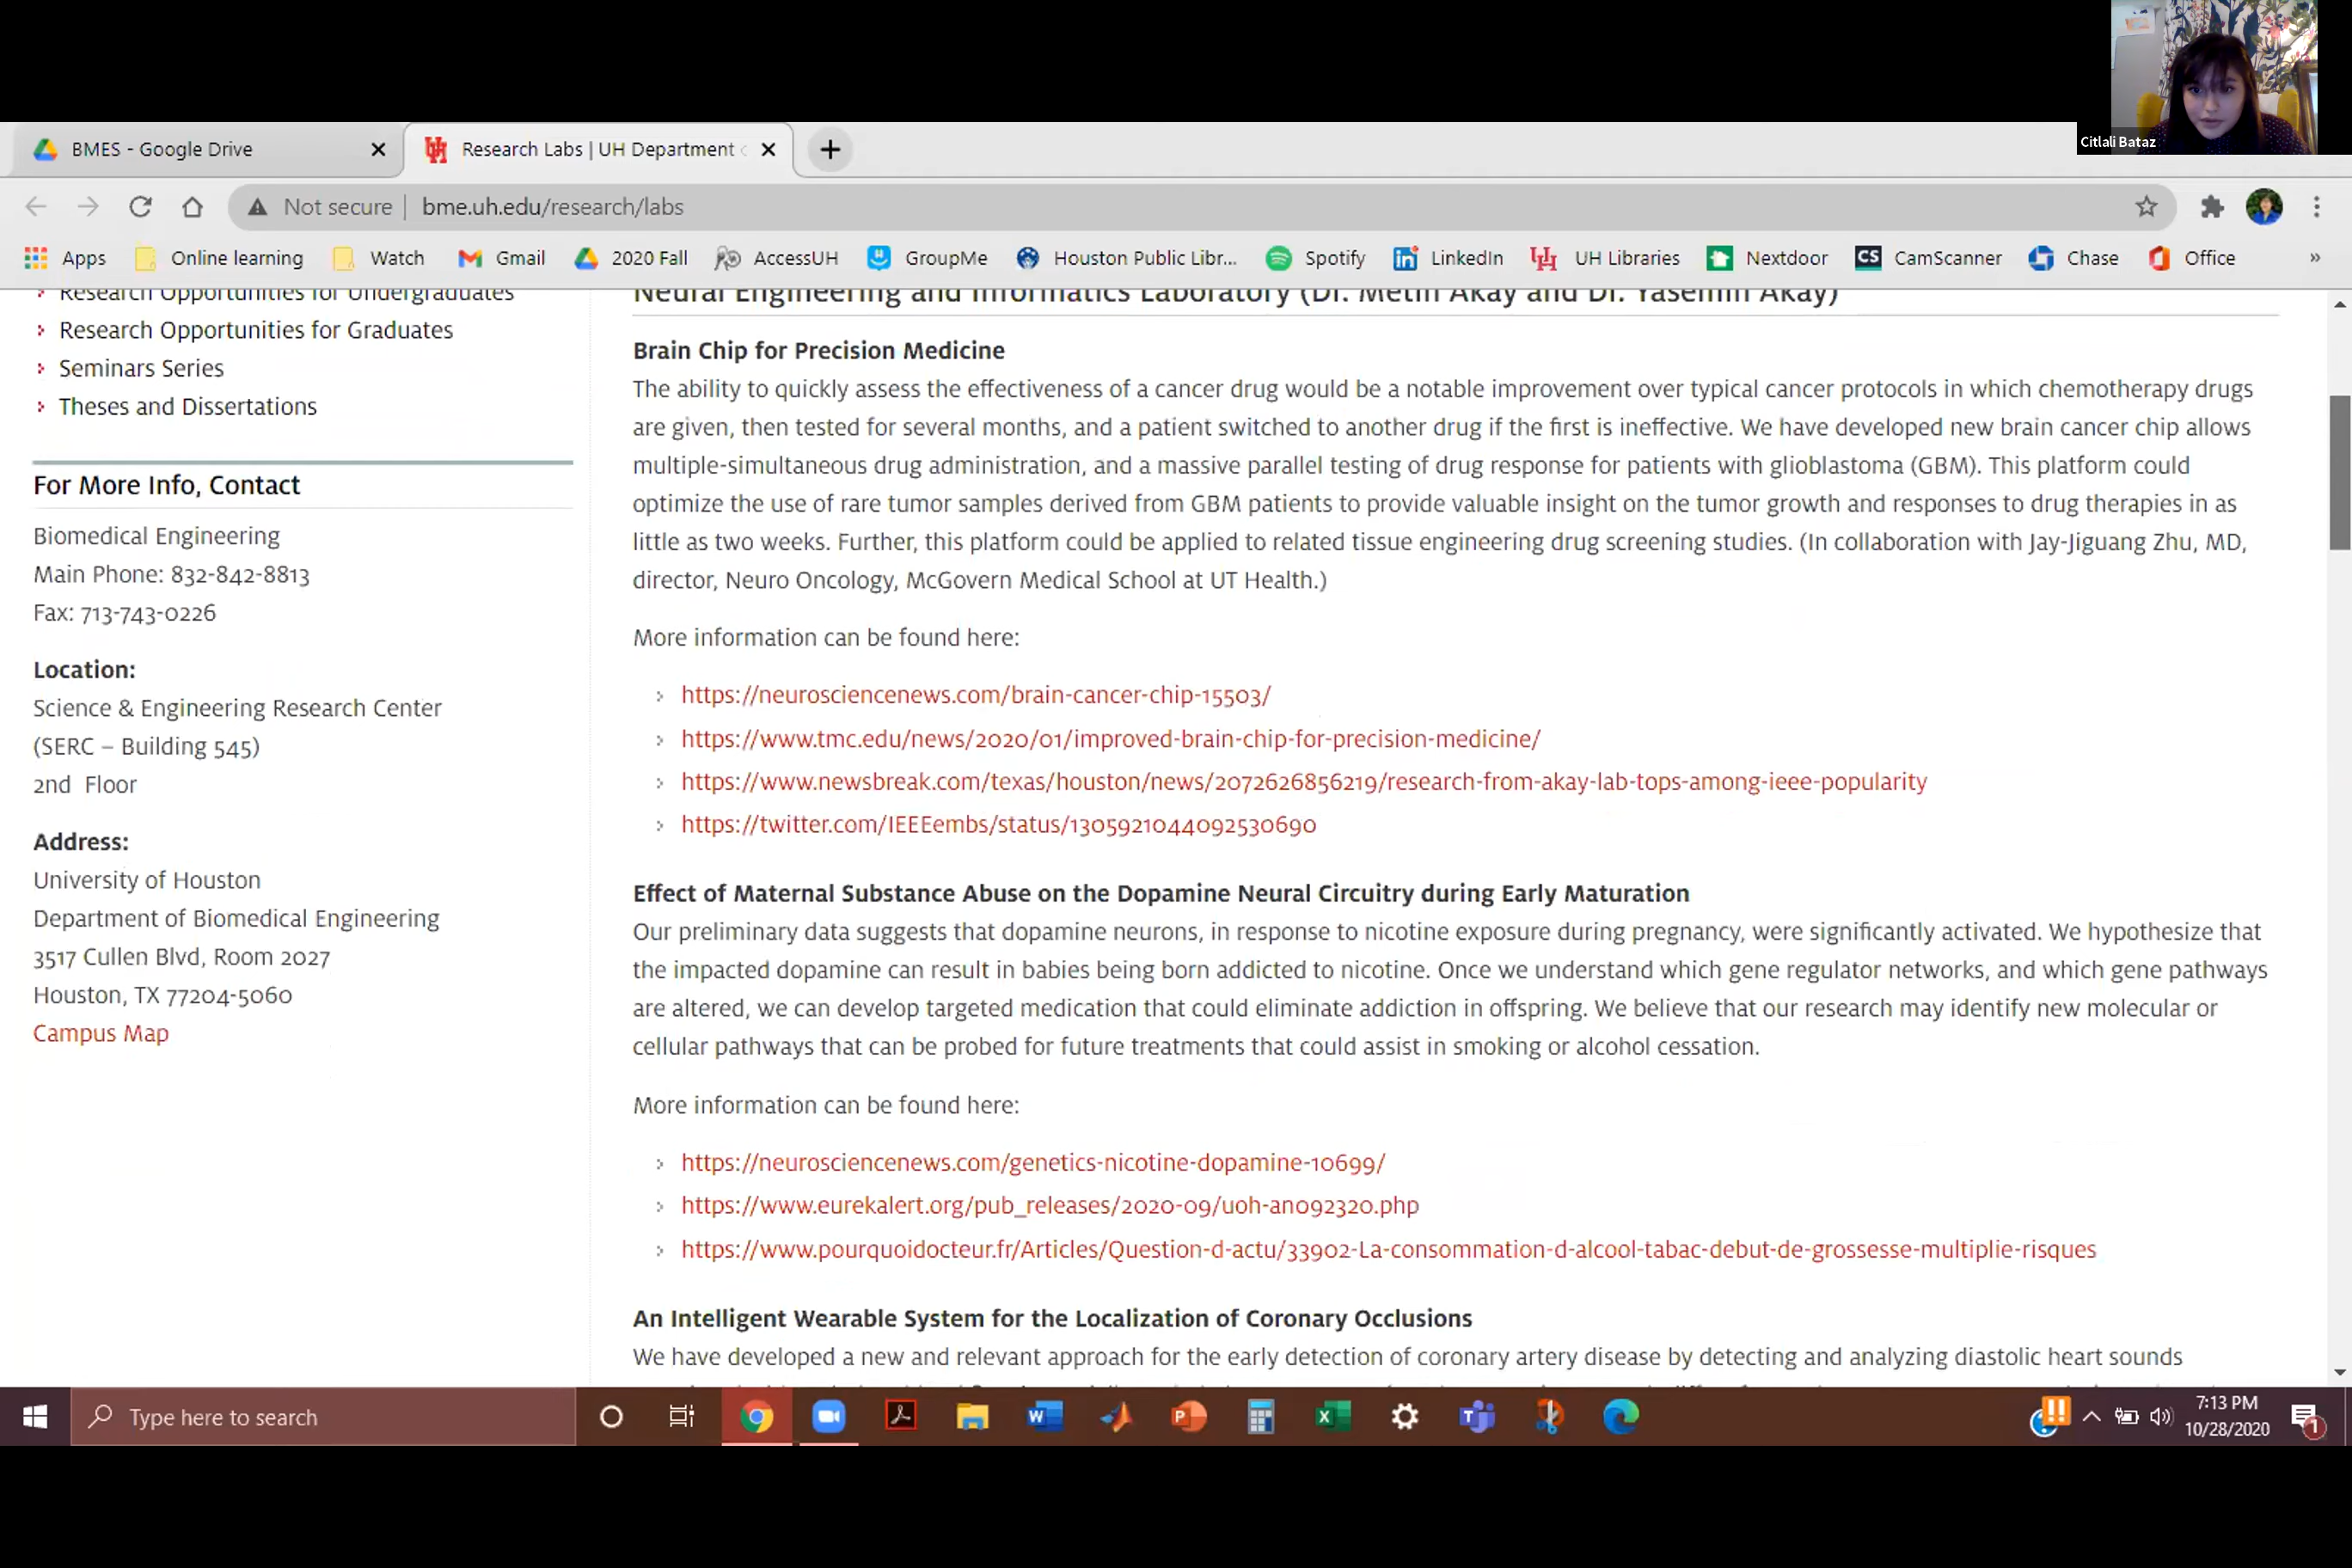 Citlali Bataz
BMES - Google Drive
Research Labs | UH Department
Not secure
bme.uh.edu/research/labs
Apps
Online learning
Watch
Gmail
2020 Fall
AccessUH
GroupMe
Houston Public Libr...
Spotify
LinkedIn
UH Libraries
Nextdoor
CS
CamScanner
Chase
Office
»
Research Opportunities for Undergraduates
Research Opportunities for Graduates
Seminars Series
Theses and Dissertations
For More Info, Contact
Biomedical Engineering
Main Phone: 832-842-8813
Fax: 713-743-0226
Location:
Science & Engineering Research Center
(SERC – Building 545)
2nd Floor
Address:
University of Houston
Department of Biomedical Engineering
3517 Cullen Blvd, Room 2027
Houston, TX 77204-5060
Campus Map
Neural Engineering and Informatics Laboratory (Dr. Metin Akay and Dr. Yasemin Akay)
Brain Chip for Precision Medicine
The ability to quickly assess the effectiveness of a cancer drug would be a notable improvement over typical cancer protocols in which chemotherapy drugs
are given, then tested for several months, and a patient switched to another drug if the first is ineffective. We have developed new brain cancer chip allows
multiple-simultaneous drug administration, and a massive parallel testing of drug response for patients with glioblastoma (GBM). This platform could
optimize the use of rare tumor samples derived from GBM patients to provide valuable insight on the tumor growth and responses to drug therapies in as
little as two weeks. Further, this platform could be applied to related tissue engineering drug screening studies. (In collaboration with Jay-Jiguang Zhu, MD,
director, Neuro Oncology, McGovern Medical School at UT Health.)
More information can be found here:
https://neurosciencenews.com/brain-cancer-chip-15503/
https://www.tmc.edu/news/2020/01/improved-brain-chip-for-precision-medicine/
https://www.newsbreak.com/texas/houston/news/2072626856219/research-from-akay-lab-tops-among-ieee-popularity
https://twitter.com/IEEEembs/status/1305921044092530690
Effect of Maternal Substance Abuse on the Dopamine Neural Circuitry during Early Maturation
Our preliminary data suggests that dopamine neurons, in response to nicotine exposure during pregnancy, were significantly activated. We hypothesize that
the impacted dopamine can result in babies being born addicted to nicotine. Once we understand which gene regulator networks, and which gene pathways
are altered, we can develop targeted medication that could eliminate addiction in offspring. We believe that our research may identify new molecular or
cellular pathways that can be probed for future treatments that could assist in smoking or alcohol cessation.
More information can be found here:
https://neurosciencenews.com/genetics-nicotine-dopamine-10699/
https://www.eurekalert.org/pub_releases/2020-09/uoh-an092320.php
https://www.pourquoidocteur.fr/Articles/Question-d-actu/33902-La-consommation-d-alcool-tabac-debut-de-grossesse-multiplie-risques
An Intelligent Wearable System for the Localization of Coronary Occlusions
We have developed a new and relevant approach for the early detection of coronary artery disease by detecting and analyzing diastolic heart sounds
Type here to search
7:13 PM
10/28/2020
1